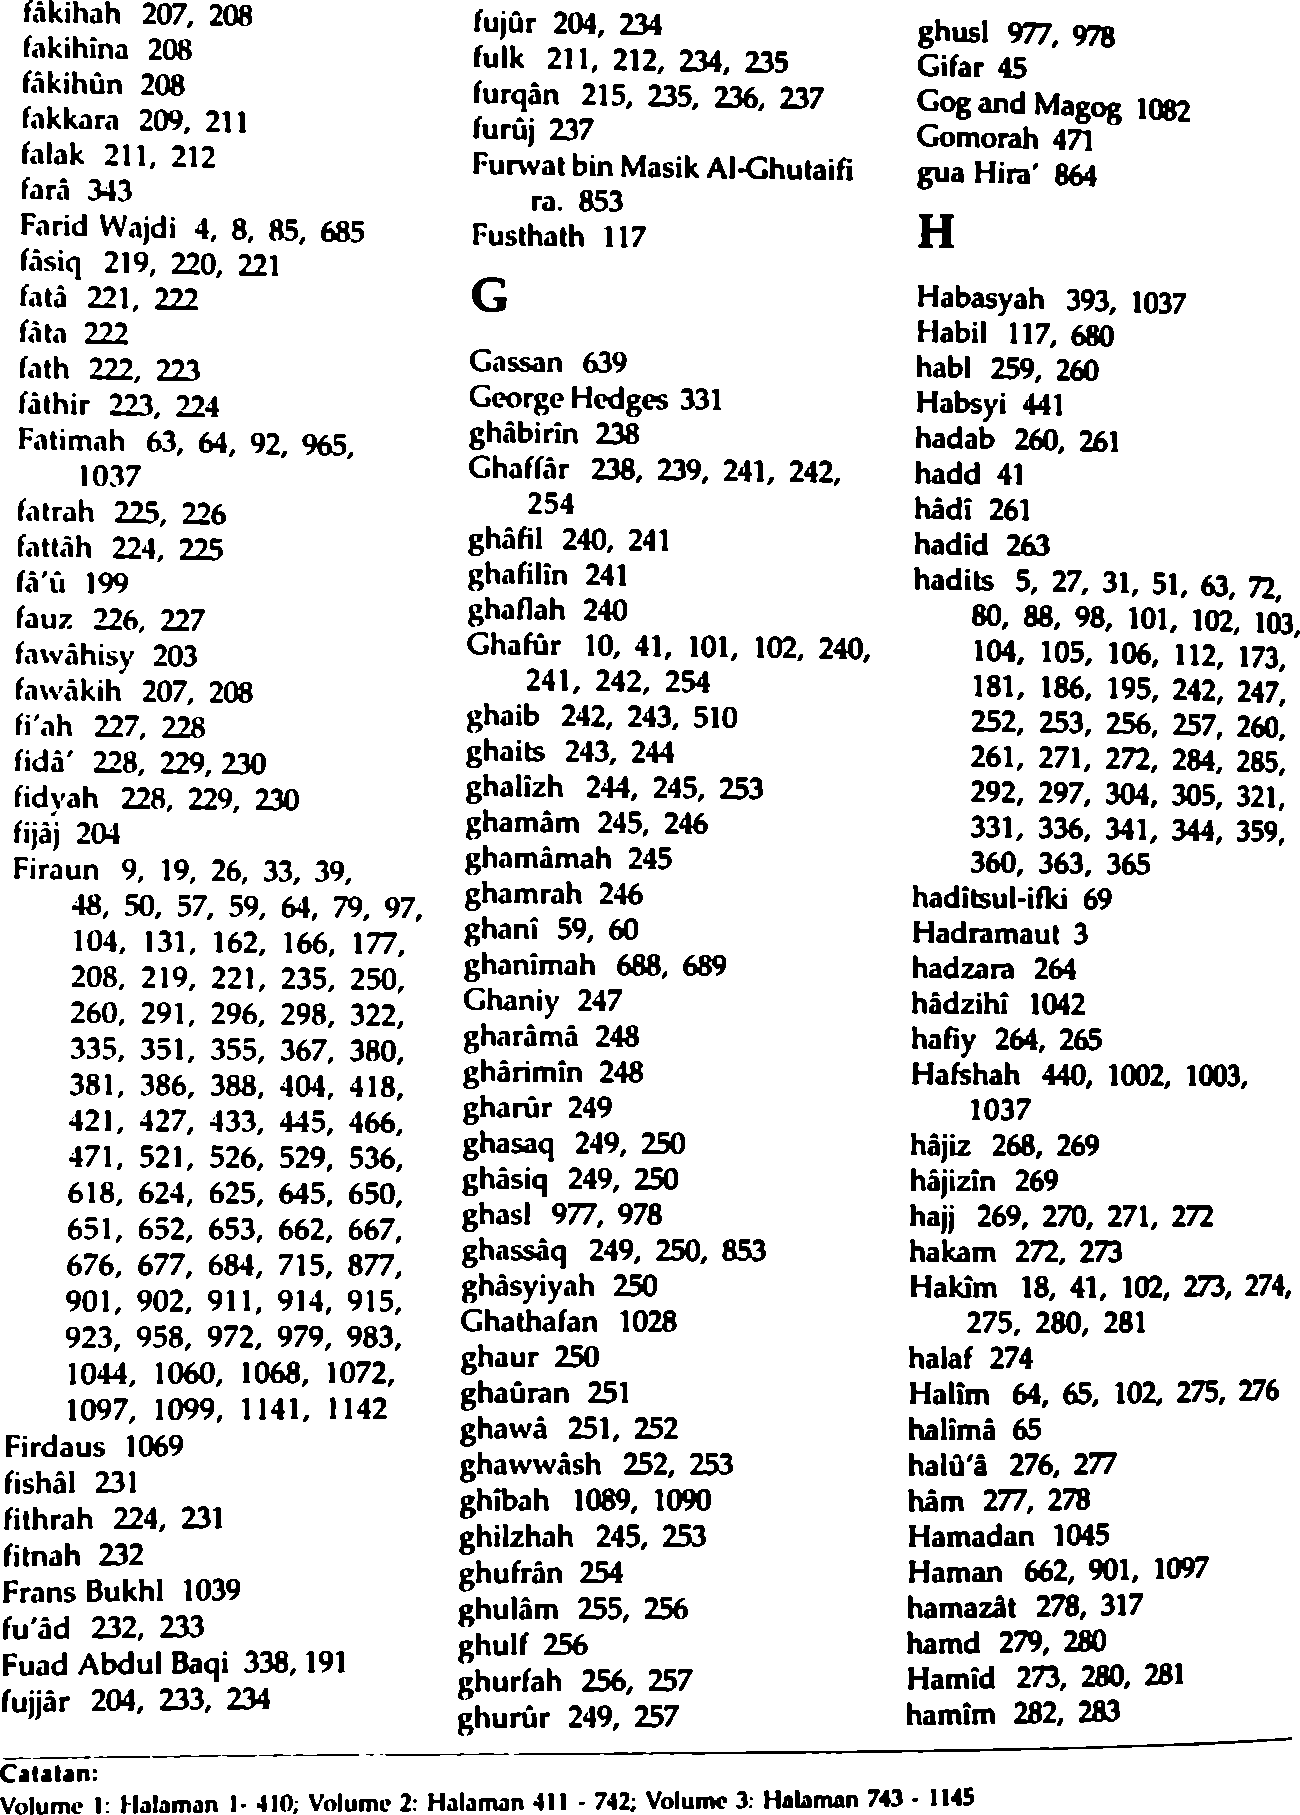 fâkihah 207, 208
fakihîna 208
fâkihûn 208
fakkara 209, 211
falak 211, 212
farâ 343
Farid Wajdi 4, 8, 85, 685
fâsiq 219, 220, 221
fatâ 221, 222
fâta 222
fath 222, 223
fâthir 223, 224
Fatimah 63, 64, 92, 965,
1037
fatrah 225, 226
fattâh 224, 225
fâ'û 199
fauz 226, 227
fawâhisy 203
fawâkih 207, 208
fi'ah 227, 228
fidâ' 228, 229, 230
fidyah 228, 229, 230
fijâj 204
Firaun 9, 19, 26, 33, 39,
48, 50, 57, 59, 64, 79, 97,
104, 131, 162, 166, 177,
208, 219, 221, 235, 250,
260, 291, 296, 298, 322,
335, 351, 355, 367, 380,
381, 386, 388, 404, 418,
421, 427, 433, 445, 466,
471, 521, 526, 529, 536,
618, 624, 625, 645, 650,
651, 652, 653, 662, 667,
676, 677, 684, 715, 877,
901, 902, 911, 914, 915,
923, 958, 972, 979, 983,
1044, 1060, 1068, 1072,
1097, 1099, 1141, 1142
Firdaus 1069
fishâl 231
fithrah 224, 231
fitnah 232
Frans Bukhl 1039
fu'âd 232, 233
Fuad Abdul Baqi 338, 191
fujjâr 204, 233, 234
fujûr 204, 234
fulk 211, 212, 234, 235
furqân 215, 235, 236, 237
furûj 237
Furwat bin Masik Al-Ghutaifi
ra. 853
Fusthath 117
G
Gassan 639
George Hedges 331
ghâbirîn 238
Ghaffâr 238, 239, 241, 242,
254
ghâfil 240, 241
ghafilîn 241
ghaflah 240
Ghafûr 10, 41, 101, 102, 240,
241, 242, 254
ghaib 242, 243, 510
ghaits 243, 244
ghalîzh 244, 245, 253
ghamâm 245, 246
ghamâmah 245
ghamrah 246
ghanî 59, 60
ghanîmah 688, 689
Ghaniy 247
gharâmâ 248
ghârimîn 248
gharûr 249
ghasaq 249, 250
ghâsiq 249, 250
ghasl 977, 978
ghassâq 249, 250, 853
ghâsyiyah 250
Ghathafan 1028
ghaur 250
ghaûran 251
ghawâ 251, 252
ghawwâsh 252, 253
ghîbah 1089, 1090
ghilzhah 245, 253
ghufrân 254
ghulâm 255, 256
ghulf 256
ghurfah 256, 257
ghurûr 249, 257
ghusl 977, 978
Gifar 45
Gog and Magog 1082
Gomorah 471
gua Hira' 864
H
Habasyah 393, 1037
Habil 117, 680
habl 259, 260
Habsyi 441
hadab 260, 261
hadd 41
hâdî 261
hadîd 263
hadits 5, 27, 31, 51, 63, 72,
80, 88, 98, 101, 102, 103,
104, 105, 106, 112, 173,
181, 186, 195, 242, 247,
252, 253, 256, 257, 260,
261, 271, 272, 284, 285,
292, 297, 304, 305, 321,
331, 336, 341, 344, 359,
360, 363, 365
hadîtsul-ifki 69
Hadramaut 3
hadzara 264
hâdzihî 1042
hafiy 264, 265
Hafshah 440, 1002, 1003,
1037
hâjiz 268, 269
hâjizîn 269
hajj 269, 270, 271, 272
hakam 272, 273
Hakîm 18, 41, 102, 273, 274,
275, 280, 281
halaf 274
Halîm 64, 65, 102, 275, 276
halîmâ 65
halû'â 276, 277
hâm 277, 278
Hamadan 1045
Haman 662, 901, 1097
hamazât 278, 317
hamd 279, 280
Hamîd 273, 280, 281
hamîm 282, 283
Catatan:
Volume 1: Halaman 1- 410; Volume 2: Halaman 411 - 742; Volume 3: Halaman 743 - 1145